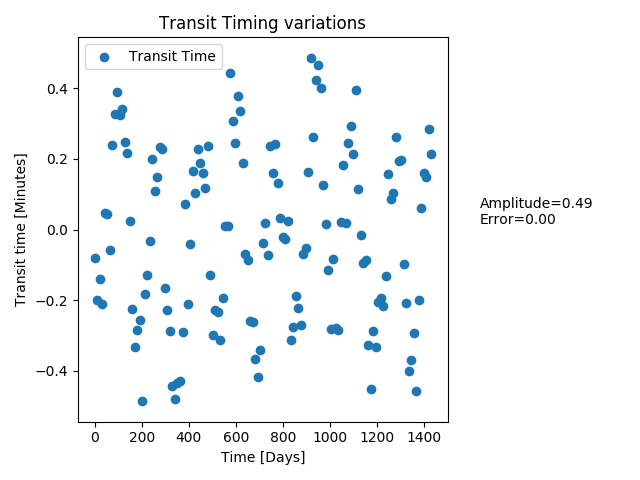 Transit Timing variations
Transit Time
0.4
0.2
0.0
−0.2
−0.4
Transit time [Minutes]
0 200 400 600 800 1000 1200 1400
Time [Days]
Amplitude=0.49
Error=0.00